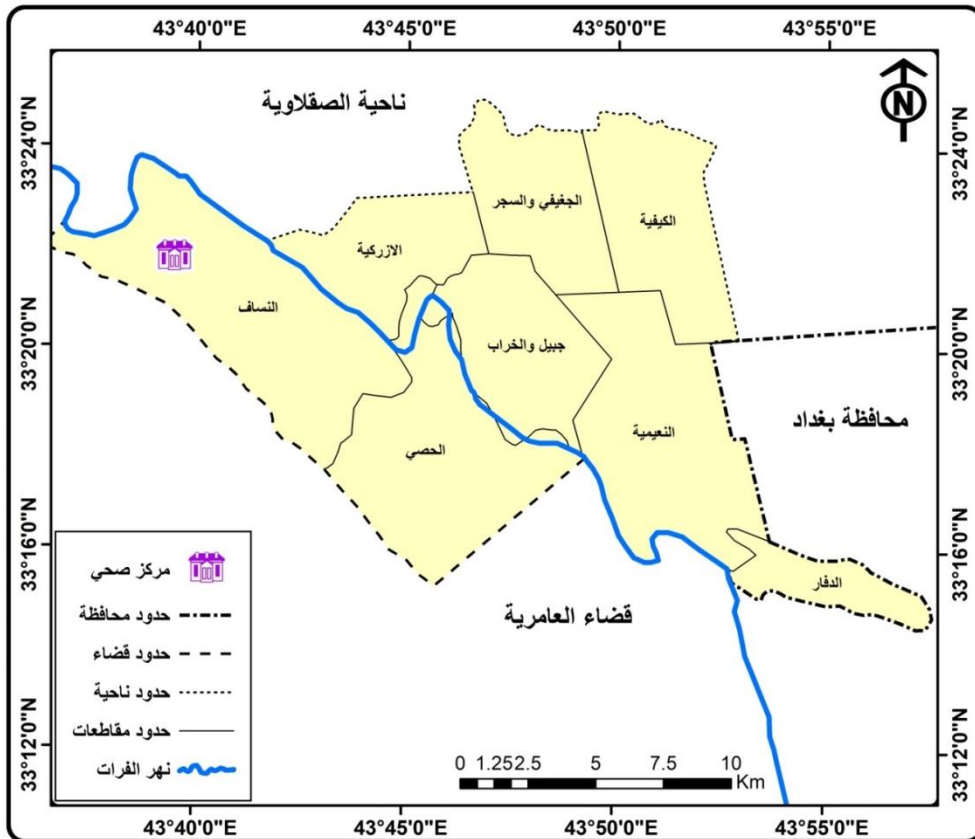 43°40'0"E
43°45'0"E
43°50'0"E
43°55'0"E
ناحية الصقلاوية
N
33°24'0"N
33°24'0"N
الجغيفي والسجر
الكيفية
الازركية
النساف
33°20'0"N
33°20'0"N
جبيل والخراب
محافظة بغداد
النعيمية
الحصي
33°16'0"N
33°16'0"N
الدفار
قضاء العامرية
مركز صحي
حدود محافظة
حدود قضاء
حدود ناحية
حدود مقاطعات
نهر الفرات
33°12'0"N
33°12'0"N
0 1.25 2.5 5 7.5 10
Km
43°40'0"E
43°45'0"E
43°50'0"E
43°55'0"E